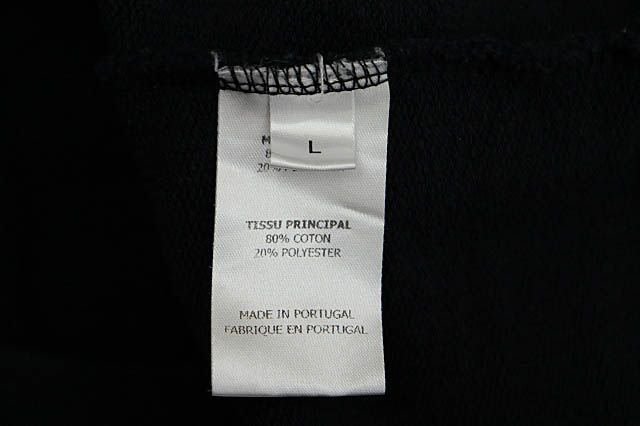 L
TISSU PRINCIPAL
80% COTON
20% POLYESTER
MADE IN PORTUGAL
FABRIQUE EN PORTUGAL